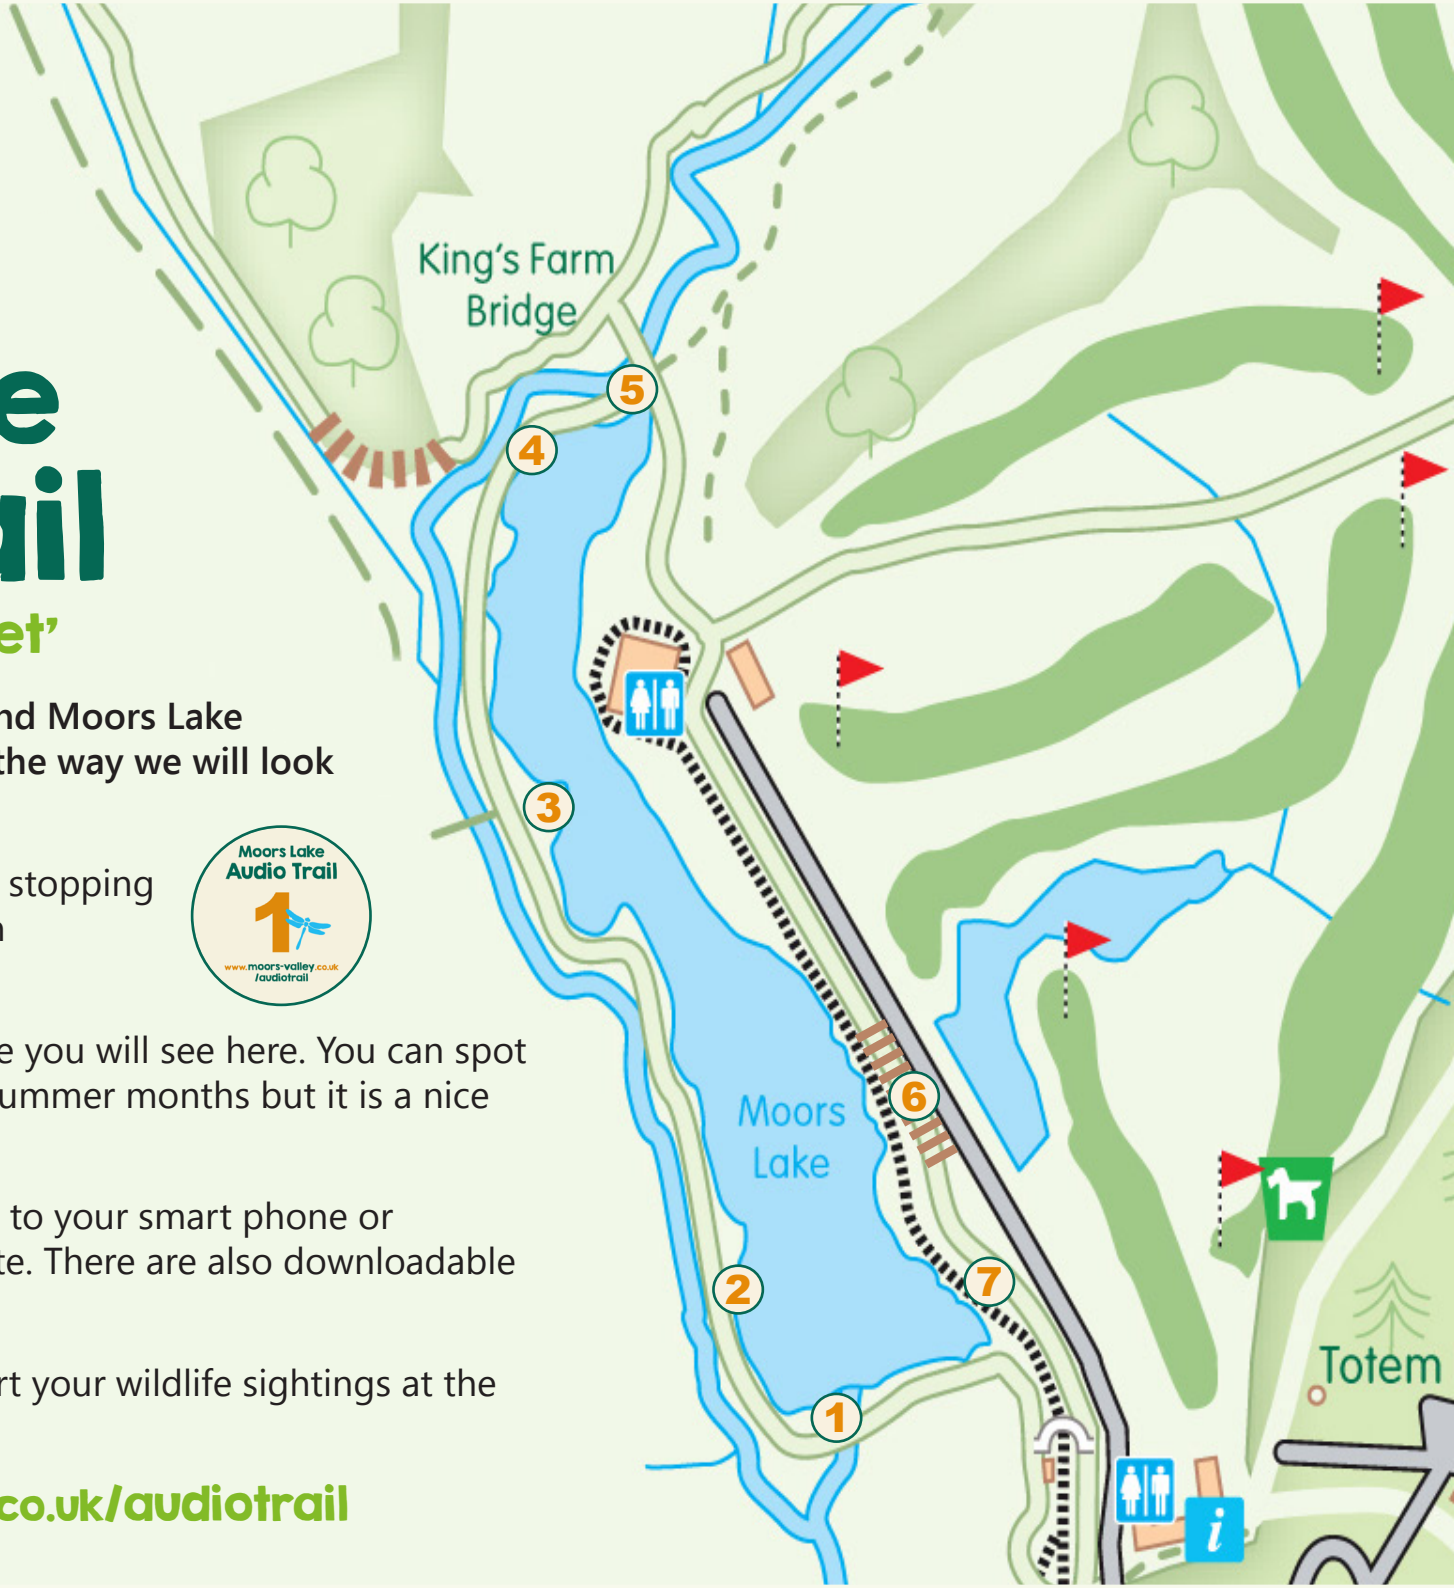 e
ail
et’
nd Moors Lake
the way we will look
stopping
n
Moors Lake
Audio Trail
1
www.moors-valley.co.uk
/audiotrail
e you will see here. You can spot
ummer months but it is a nice
to your smart phone or
te. There are also downloadable
rt your wildlife sightings at the
co.uk/audiotrail
King's Farm
Bridge
5
4
3
6
Moors
Lake
2
7
1
Totem
i